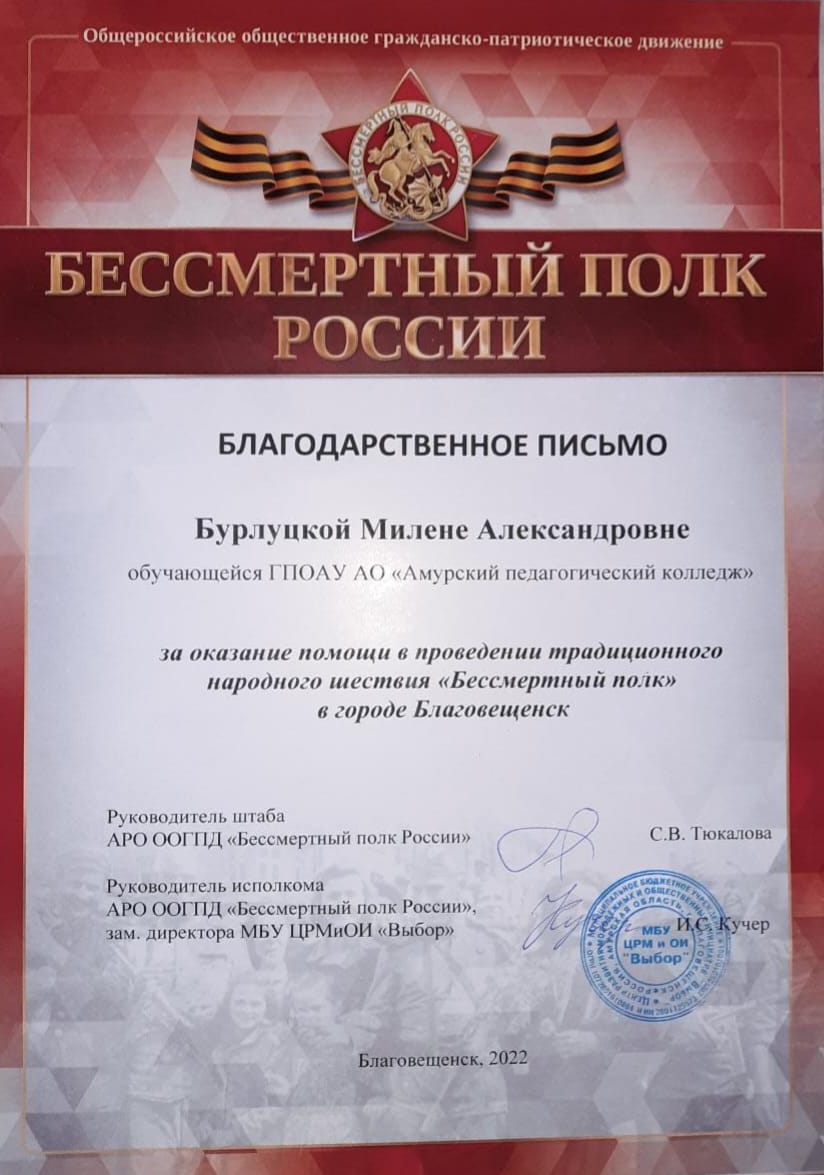 Общероссийское общественное гражданско-патриотическое движение
БЕССМЕРТНЫЙ ПОЛК РОССИИ
БЕССМЕРТНЫЙ ПОЛК
РОССИИ
БЛАГОДАРСТВЕННОЕ ПИСЬМО
Бурлуцкой Милене Александровне
обучающейся ГПОАУ АО «Амурский педагогический колледж»
за оказание помощи в проведении традиционного
народного шествия «Бессмертный полк»
в городе Благовещенск
Руководитель штаба
АРО ООГПД «Бессмертный полк России»
С.В. Тюкалова
Руководитель исполкома
АРО ООГПД «Бессмертный полк России»,
зам. директора МБУ ЦРМиОИ «Выбор»
И.С. Кучер
МБУ
ЦРМ и ОИ
"Выбор"
Благовещенск, 2022